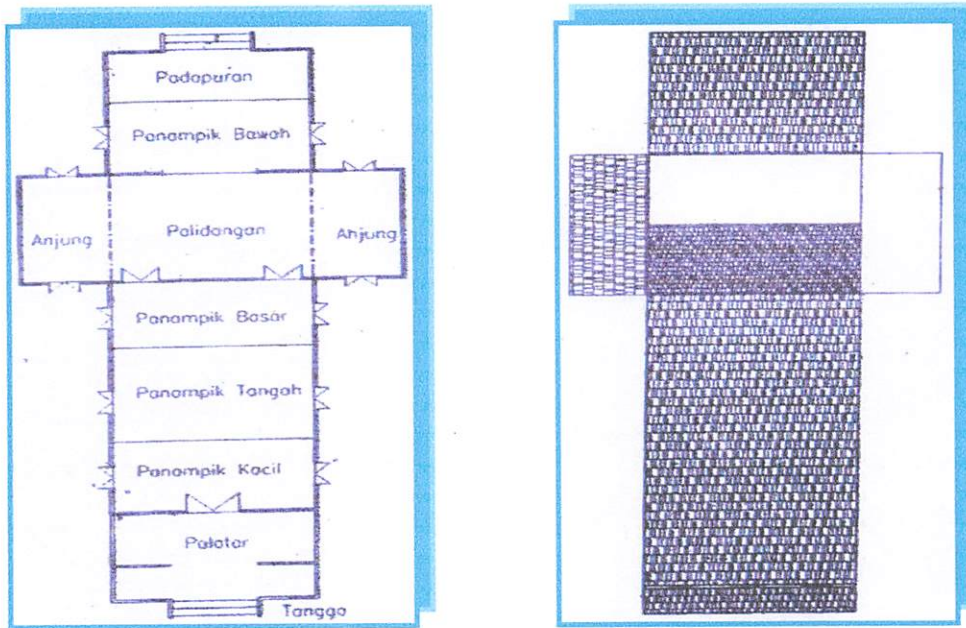 Padapuran
Panampik Bawah
Anjung
Palidangan
Anjung
Panampik Basar
Panampik Tangah
Panampik Kacil
Palatar
Tangga